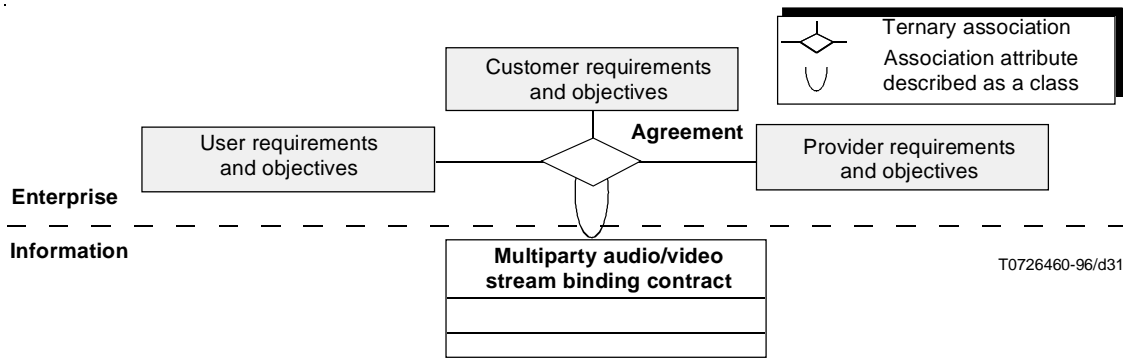 Ternary association
Association attribute
described as a class
Customer requirements
and objectives
Agreement
User requirements
and objectives
Provider requirements
and objectives
Enterprise
Information
Multiparty audio/video
stream binding contract
T0726460-96/d31